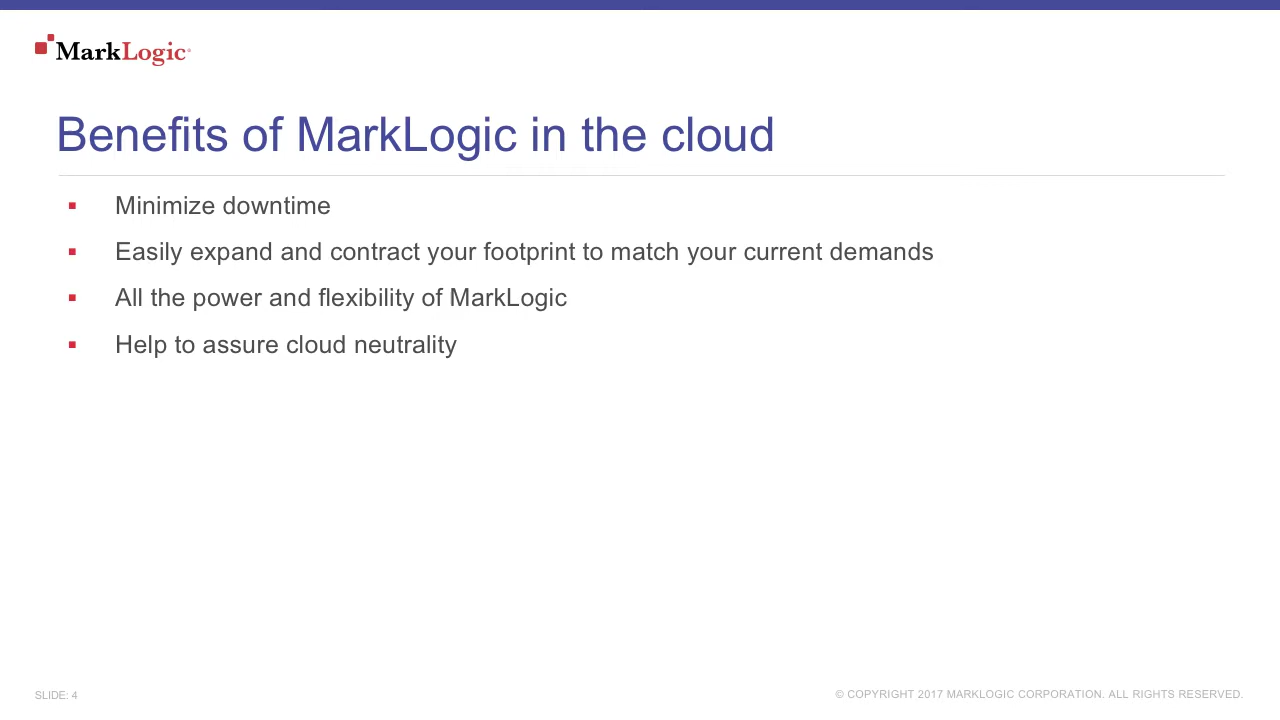 MarkLogic®
Benefits of MarkLogic in the cloud
▪ Minimize downtime
▪ Easily expand and contract your footprint to match your current demands
▪ All the power and flexibility of MarkLogic
▪ Help to assure cloud neutrality
SLIDE: 4
© COPYRIGHT 2017 MARKLOGIC CORPORATION. ALL RIGHTS RESERVED.